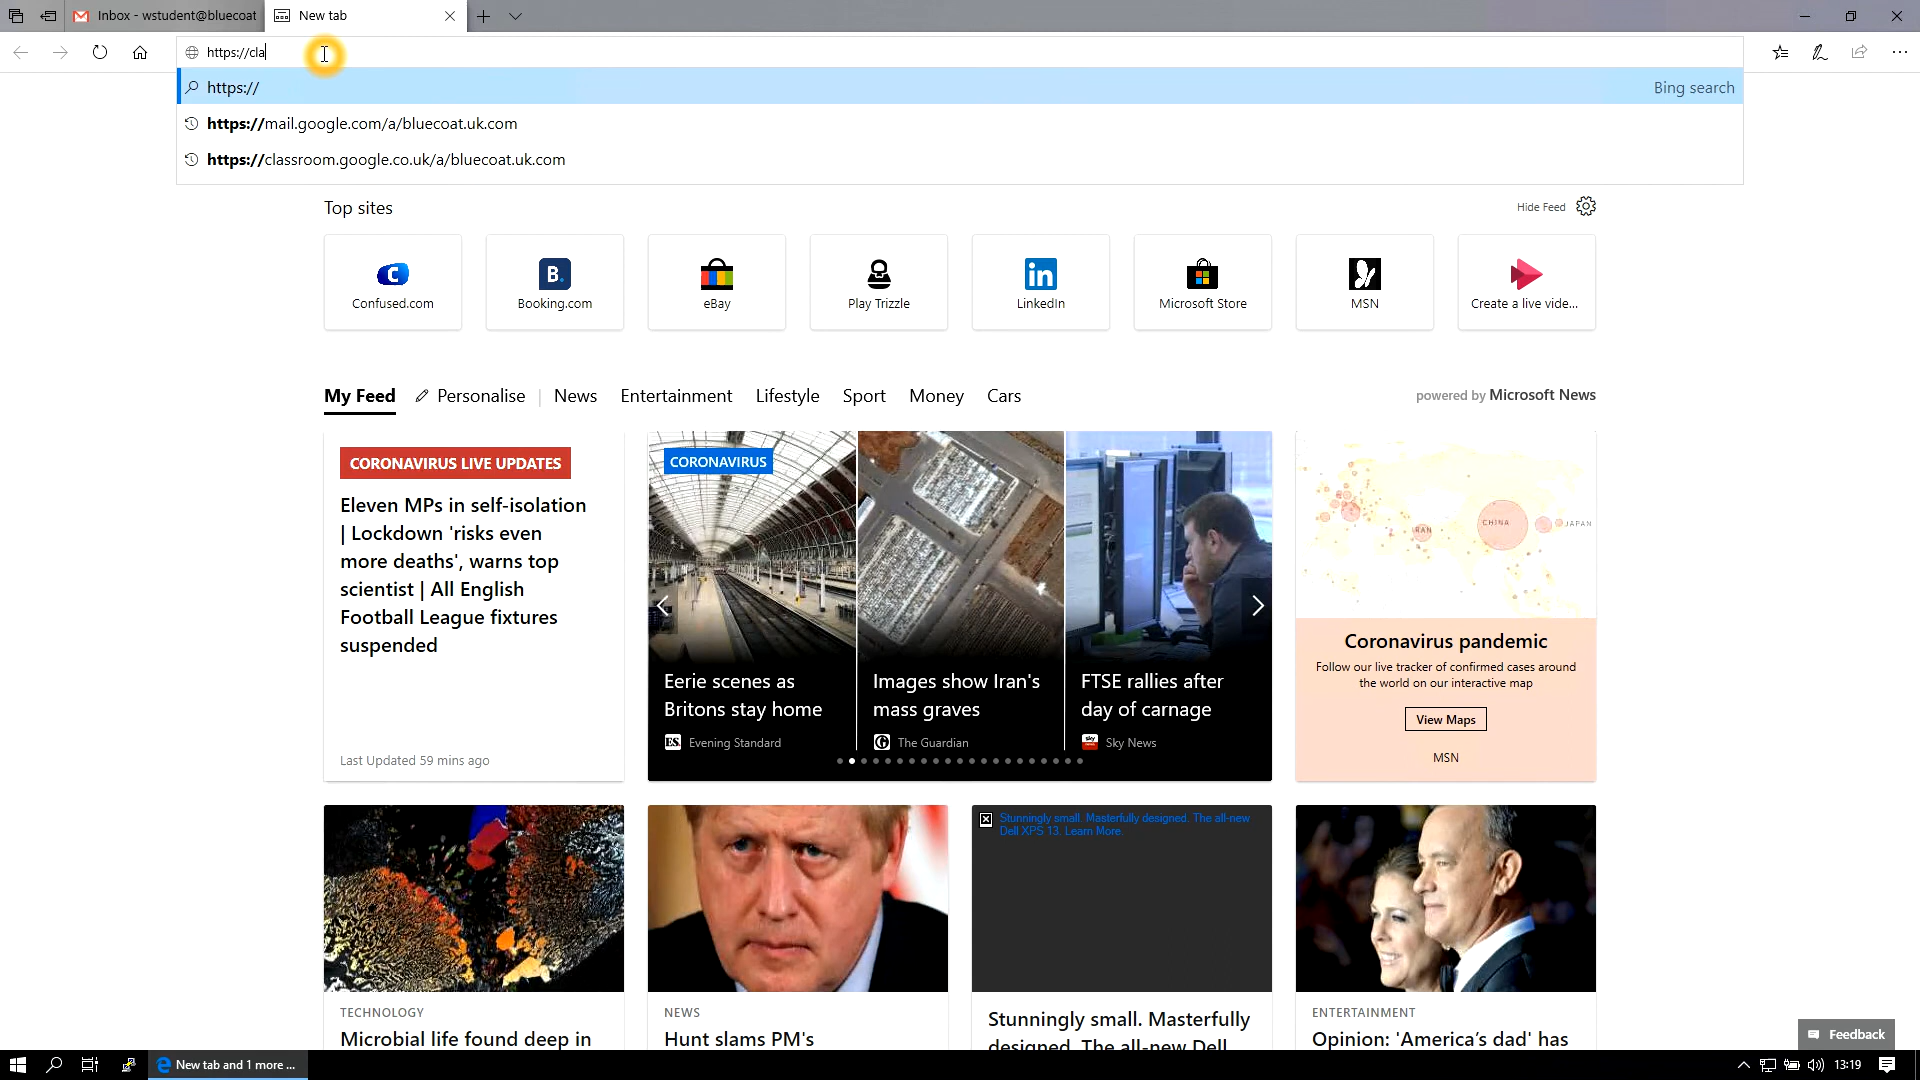 Inbox - wstudent@bluecoat
New tab
https://cla
https://
Bing search
https://mail.google.com/a/bluecoat.uk.com
https://classroom.google.co.uk/a/bluecoat.uk.com
Top sites
Hide Feed
Confused.com
Booking.com
eBay
Play Trizzle
LinkedIn
Microsoft Store
MSN
Create a live vide...
My Feed
Personalise
News
Entertainment
Lifestyle
Sport
Money
Cars
powered by Microsoft News
CORONAVIRUS LIVE UPDATES
Eleven MPs in self-isolation
| Lockdown 'risks even
more deaths', warns top
scientist | All English
Football League fixtures
suspended
Last Updated 59 mins ago
CORONAVIRUS
Eerie scenes as
Britons stay home
Evening Standard
Images show Iran's
mass graves
The Guardian
FTSE rallies after
day of carnage
Sky News
IRAN
CHINA
JAPAN
Coronavirus pandemic
Follow our live tracker of confirmed cases around
the world on our interactive map
View Maps
MSN
TECHNOLOGY
Microbial life found deep in
NEWS
Hunt slams PM's
Stunningly small. Masterfully designed. The all-new
Dell XPS 13. Learn More.
Stunningly small. Masterfully
designed. The all-new Dell
ENTERTAINMENT
Opinion: 'America's dad' has
Feedback
New tab and 1 more ...
13:19